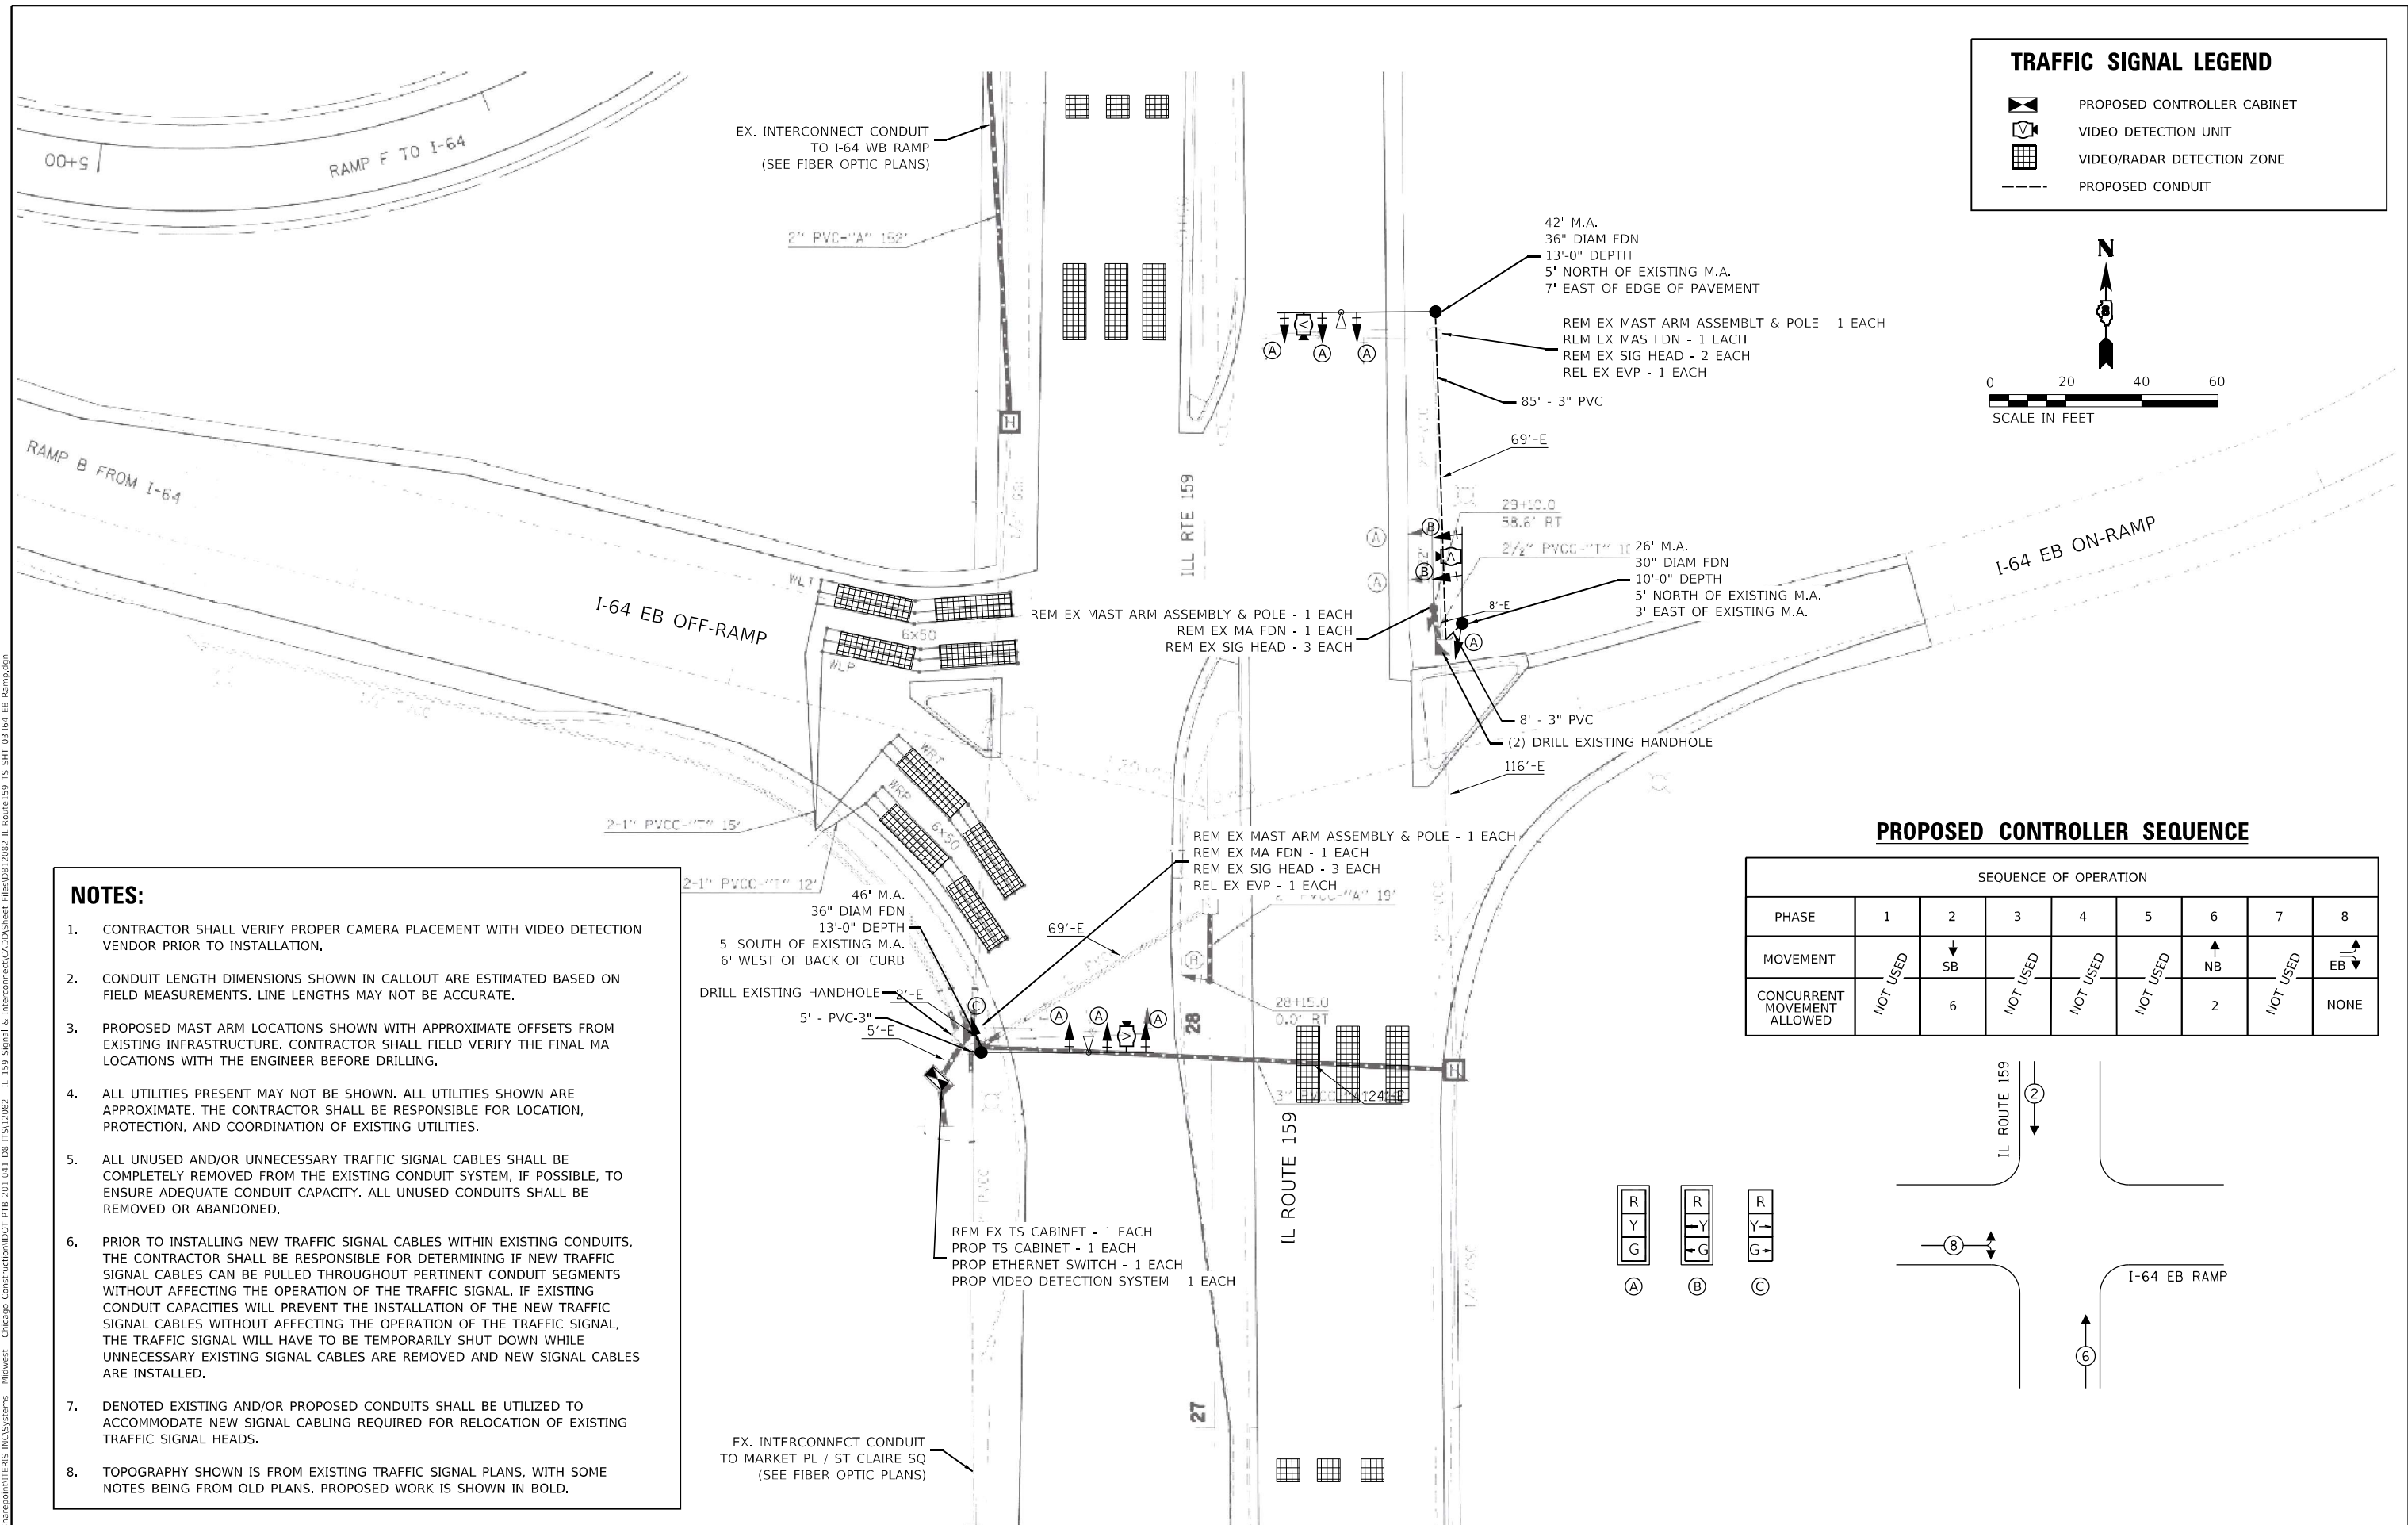 TRAFFIC SIGNAL LEGEND
PROPOSED CONTROLLER CABINET
V
VIDEO DETECTION UNIT
VIDEO/RADAR DETECTION ZONE
PROPOSED CONDUIT
N
8
0 20 40 60
SCALE IN FEET
5+00
RAMP F TO I-64
EX. INTERCONNECT CONDUIT
TO I-64 WB RAMP
(SEE FIBER OPTIC PLANS)
2" PVC-"A" 152'
42' M.A.
36" DIAM FDN
13'-0" DEPTH
5' NORTH OF EXISTING M.A.
7' EAST OF EDGE OF PAVEMENT
REM EX MAST ARM ASSEMBLT & POLE - 1 EACH
REM EX MAS FDN - 1 EACH
REM EX SIG HEAD - 2 EACH
REL EX EVP - 1 EACH
V
A A A
85' - 3" PVC
69'-E
H
RAMP B FROM I-64
ILL RTE 159
29+10.0
58.6' RT
B
A
V
B
A
26' M.A.
30" DIAM FDN
10'-0" DEPTH
5' NORTH OF EXISTING M.A.
3' EAST OF EXISTING M.A.
8'-E
A
I-64 EB ON-RAMP
I-64 EB OFF-RAMP
WLT
6x50
WLP
REM EX MAST ARM ASSEMBLY & POLE - 1 EACH
REM EX MA FDN - 1 EACH
REM EX SIG HEAD - 3 EACH
8' - 3" PVC
(2) DRILL EXISTING HANDHOLE
116'-E
WRT
WRP
6x50
2-1" PVCC-"T" 15'
2-1" PVCC-"T" 12'
REM EX MAST ARM ASSEMBLY & POLE - 1 EACH
REM EX MA FDN - 1 EACH
REM EX SIG HEAD - 3 EACH
REL EX EVP - 1 EACH
46' M.A.
36" DIAM FDN
13'-0" DEPTH
5' SOUTH OF EXISTING M.A.
6' WEST OF BACK OF CURB
69'-E
H
DRILL EXISTING HANDHOLE
2'-E
5' - PVC-3"
5'-E
C
A A V A
28+15.0
0.0' RT
28
124'-E
H
27
IL ROUTE 159
REM EX TS CABINET - 1 EACH
PROP TS CABINET - 1 EACH
PROP ETHERNET SWITCH - 1 EACH
PROP VIDEO DETECTION SYSTEM - 1 EACH
EX. INTERCONNECT CONDUIT
TO MARKET PL / ST CLAIRE SQ
(SEE FIBER OPTIC PLANS)
NOTES:
1. CONTRACTOR SHALL VERIFY PROPER CAMERA PLACEMENT WITH VIDEO DETECTION
VENDOR PRIOR TO INSTALLATION.
2. CONDUIT LENGTH DIMENSIONS SHOWN IN CALLOUT ARE ESTIMATED BASED ON
FIELD MEASUREMENTS. LINE LENGTHS MAY NOT BE ACCURATE.
3. PROPOSED MAST ARM LOCATIONS SHOWN WITH APPROXIMATE OFFSETS FROM
EXISTING INFRASTRUCTURE. CONTRACTOR SHALL FIELD VERIFY THE FINAL MA
LOCATIONS WITH THE ENGINEER BEFORE DRILLING.
4. ALL UTILITIES PRESENT MAY NOT BE SHOWN. ALL UTILITIES SHOWN ARE
APPROXIMATE. THE CONTRACTOR SHALL BE RESPONSIBLE FOR LOCATION,
PROTECTION, AND COORDINATION OF EXISTING UTILITIES.
5. ALL UNUSED AND/OR UNNECESSARY TRAFFIC SIGNAL CABLES SHALL BE
COMPLETELY REMOVED FROM THE EXISTING CONDUIT SYSTEM, IF POSSIBLE, TO
ENSURE ADEQUATE CONDUIT CAPACITY. ALL UNUSED CONDUITS SHALL BE
REMOVED OR ABANDONED.
6. PRIOR TO INSTALLING NEW TRAFFIC SIGNAL CABLES WITHIN EXISTING CONDUITS,
THE CONTRACTOR SHALL BE RESPONSIBLE FOR DETERMINING IF NEW TRAFFIC
SIGNAL CABLES CAN BE PULLED THROUGHOUT PERTINENT CONDUIT SEGMENTS
WITHOUT AFFECTING THE OPERATION OF THE TRAFFIC SIGNAL. IF EXISTING
CONDUIT CAPACITIES WILL PREVENT THE INSTALLATION OF THE NEW TRAFFIC
SIGNAL CABLES WITHOUT AFFECTING THE OPERATION OF THE TRAFFIC SIGNAL,
THE TRAFFIC SIGNAL WILL HAVE TO BE TEMPORARILY SHUT DOWN WHILE
UNNECESSARY EXISTING SIGNAL CABLES ARE REMOVED AND NEW SIGNAL CABLES
ARE INSTALLED.
7. DENOTED EXISTING AND/OR PROPOSED CONDUITS SHALL BE UTILIZED TO
ACCOMMODATE NEW SIGNAL CABLING REQUIRED FOR RELOCATION OF EXISTING
TRAFFIC SIGNAL HEADS.
8. TOPOGRAPHY SHOWN IS FROM EXISTING TRAFFIC SIGNAL PLANS, WITH SOME
NOTES BEING FROM OLD PLANS. PROPOSED WORK IS SHOWN IN BOLD.
PROPOSED CONTROLLER SEQUENCE
SEQUENCE OF OPERATION
PHASE 1 2 3 4 5 6 7 8
MOVEMENT NOT USED SB NOT USED NOT USED NOT USED NB NOT USED EB
CONCURRENT
MOVEMENT
ALLOWED
6 2 NONE
IL ROUTE 159
2
8
6
I-64 EB RAMP
R R R
Y Y Y
G G G
A B C